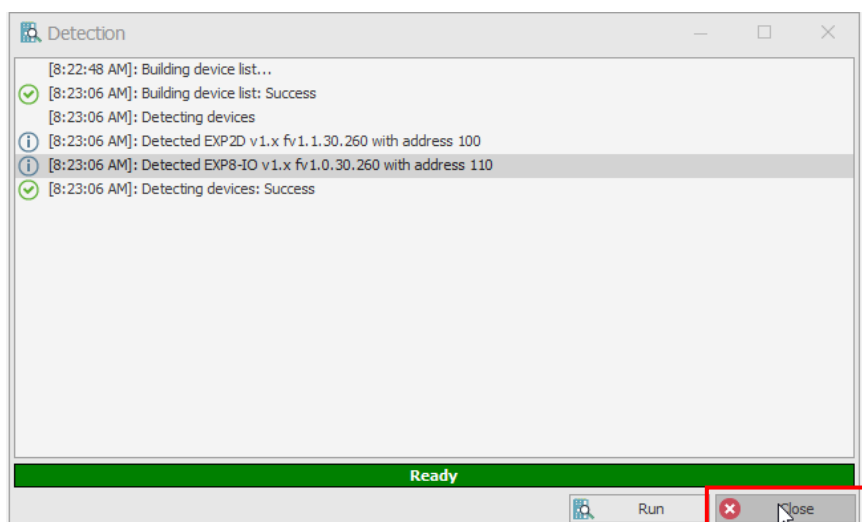 Detection
[8:22:48 AM]: Building device list...
[8:23:06 AM]: Building device list: Success
[8:23:06 AM]: Detecting devices
[8:23:06 AM]: Detected EXP2D v1.x fv1.1.30.260 with address 100
[8:23:06 AM]: Detected EXP8-IO v1.x fv1.0.30.260 with address 110
[8:23:06 AM]: Detecting devices: Success
Ready
Run Close